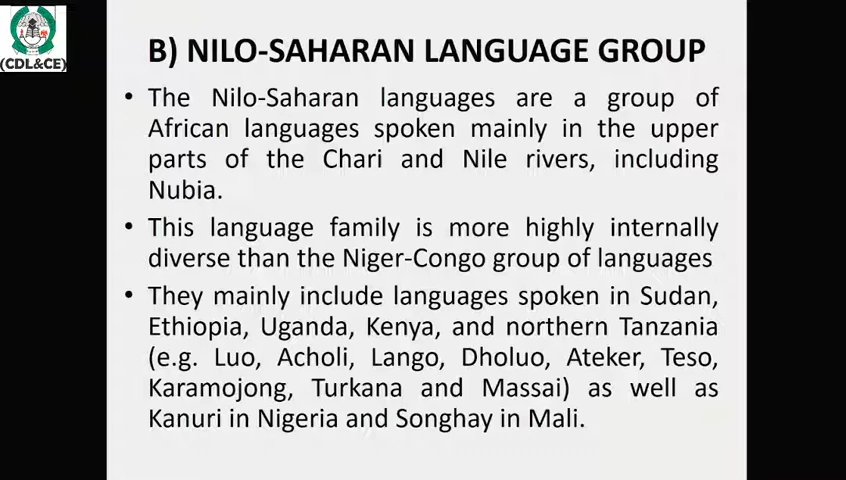 (CDL&CE)
B) NILO-SAHARAN LANGUAGE GROUP
• The Nilo-Saharan languages are a group of
African languages spoken mainly in the upper
parts of the Chari and Nile rivers, including
Nubia.
• This language family is more highly internally
diverse than the Niger-Congo group of languages
• They mainly include languages spoken in Sudan,
Ethiopia, Uganda, Kenya, and northern Tanzania
(e.g. Luo, Acholi, Lango, Dholuo, Ateker, Teso,
Karamojong, Turkana and Massai) as well as
Kanuri in Nigeria and Songhay in Mali.